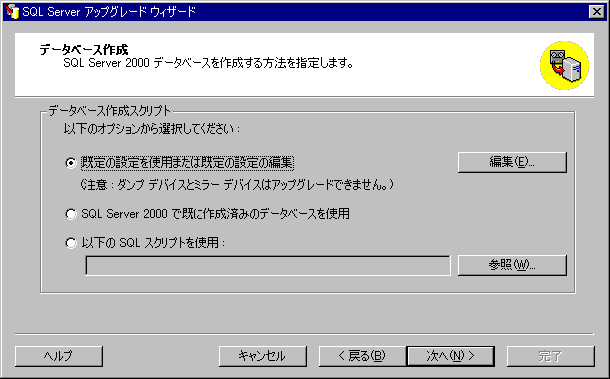 SQL Server アップグレード ウィザード
データベース作成
SQL Server 2000 データベースを作成する方法を指定します。
データベース作成スクリプト
以下のオプションから選択してください :
既定の設定を使用または既定の設定の編集
編集(E)...
(注意 : ダンプ デバイスとミラー デバイスはアップグレードできません。)
SQL Server 2000 で既に作成済みのデータベースを使用
以下の SQL スクリプトを使用 :
参照(W)...
ヘルプ
キャンセル
< 戻る(B)
次へ(N) >
完了